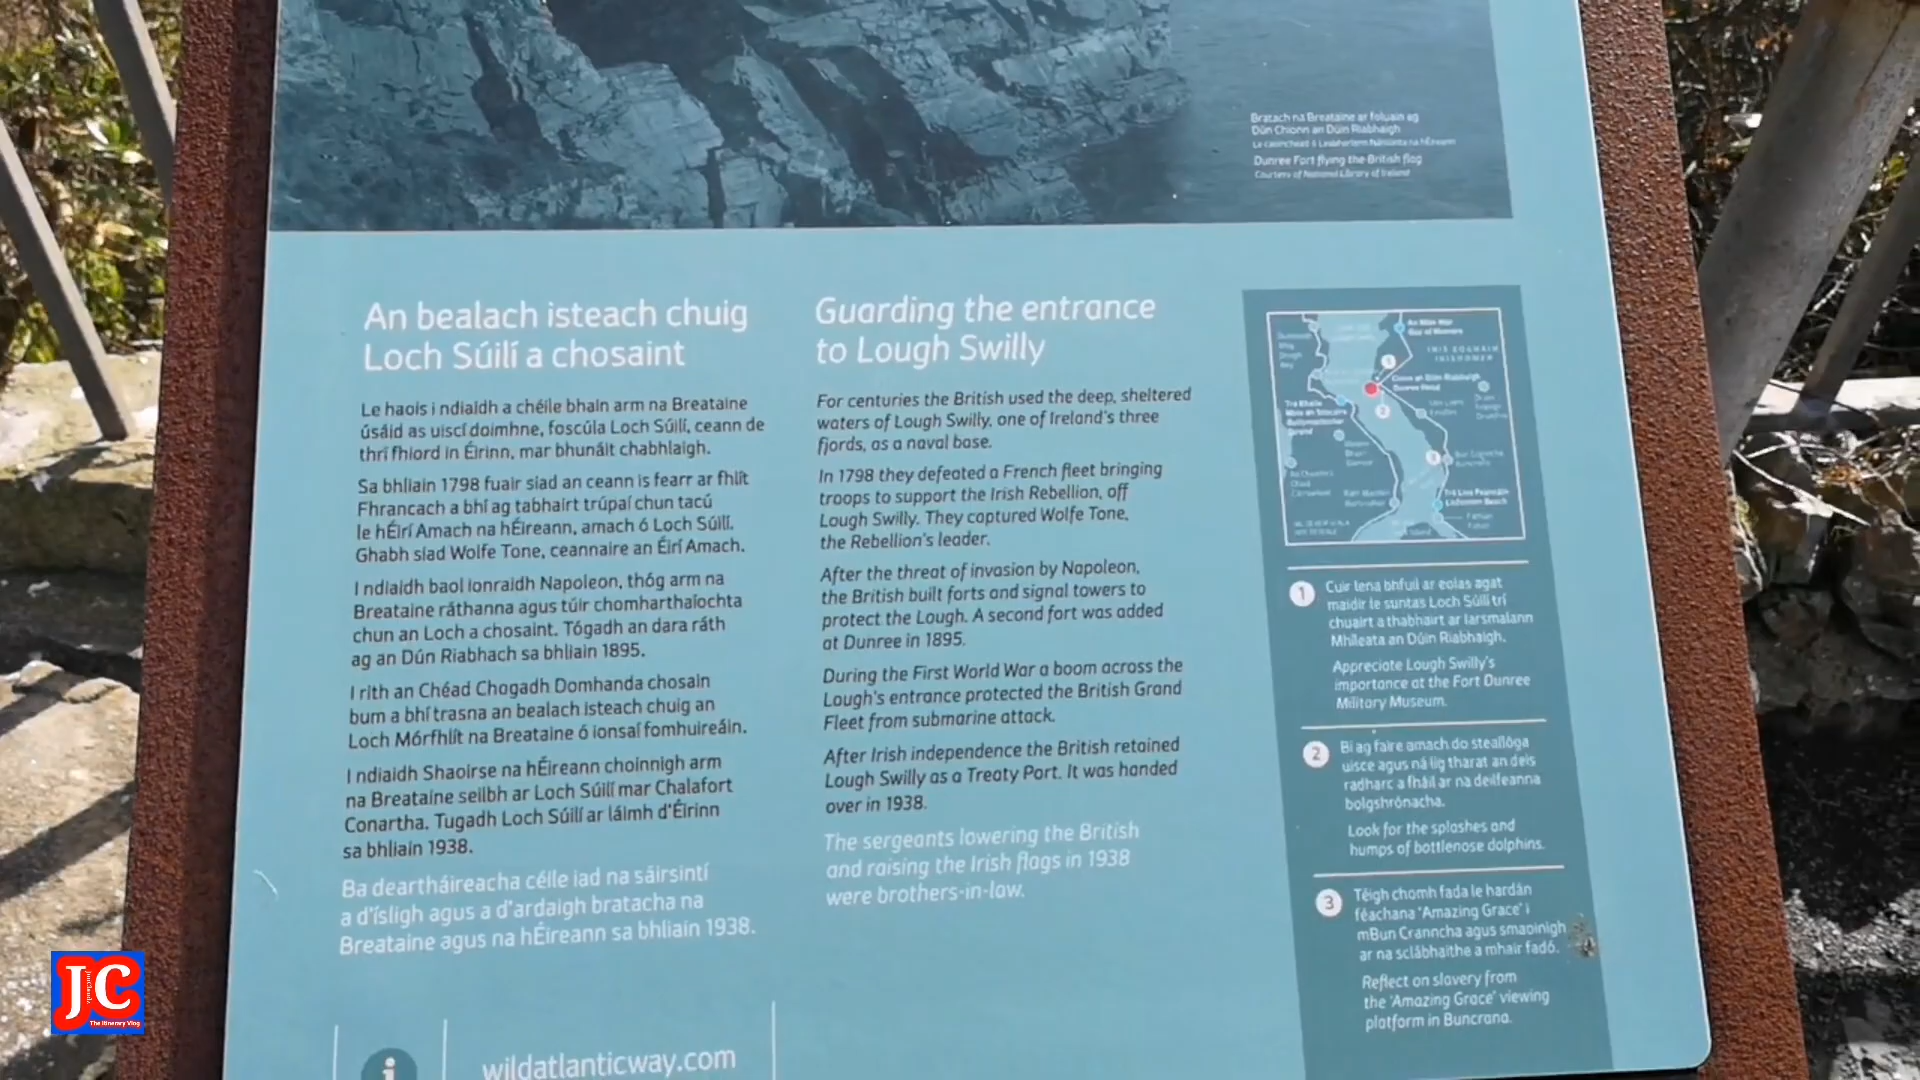 Bratach na Breataine ar foluain ag
Dún Chionn an Dúin Riabhaigh
Le caoinchead ó Leabharlann Náisiúnta na hÉireann
Dunree Fort flying the British flag
Courtesy of National Library of Ireland
An bealach isteach chuig
Loch Súilí a chosaint
Le haois i ndiaidh a chéile bhain arm na Breataine
úsáid as uiscí doimhne, foscúla Loch Súilí, ceann de
thrí fhiord in Éirinn, mar bhunáit chabhlaigh.
Sa bhliain 1798 fuair siad an ceann is fearr ar fhlít
Fhrancach a bhí ag tabhairt trúpaí chun tacú
le hÉirí Amach na hÉireann, amach ó Loch Súilí.
Ghabh siad Wolfe Tone, ceannaire an Éirí Amach.
I ndiaidh baol ionraidh Napoleon, thóg arm na
Breataine ráthanna agus túir chomharthaíochta
chun an Loch a chosaint. Tógadh an dara ráth
ag an Dún Riabhach sa bhliain 1895.
I rith an Chéad Chogadh Domhanda chosain
bum a bhí trasna an bealach isteach chuig an
Loch Mórfhlít na Breataine ó ionsaí fomhuireáin.
I ndiaidh Shaoirse na hÉireann choinnigh arm
na Breataine seilbh ar Loch Súilí mar Chalafort
Conartha. Tugadh Loch Súilí ar láimh d'Éirinn
sa bhliain 1938.
Ba deartháireacha céile iad na sáirsintí
a d'ísligh agus a d'ardaigh bratacha na
Breataine agus na hÉireann sa bhliain 1938.
Guarding the entrance
to Lough Swilly
For centuries the British used the deep, sheltered
waters of Lough Swilly, one of Ireland's three
fjords, as a naval base.
In 1798 they defeated a French fleet bringing
troops to support the Irish Rebellion, off
Lough Swilly. They captured Wolfe Tone,
the Rebellion's leader.
After the threat of invasion by Napoleon,
the British built forts and signal towers to
protect the Lough. A second fort was added
at Dunree in 1895.
During the First World War a boom across the
Lough's entrance protected the British Grand
Fleet from submarine attack.
After Irish independence the British retained
Lough Swilly as a Treaty Port. It was handed
over in 1938.
The sergeants lowering the British
and raising the Irish flags in 1938
were brothers-in-law.
INIS EOGHAIN
INISHOWEN
Dunree Head
1
2
3
1
Cuir lena bhfuil ar eolas agat
maidir le suntas Loch Súilí trí
chuairt a thabhairt ar Iarsmalann
Mhíleata an Dúin Riabhaigh.
Appreciate Lough Swilly's
importance at the Fort Dunree
Military Museum.
2
Bí ag faire amach do steallóga
uisce agus ná lig tharat an deis
radharc a fháil ar na deilfeanna
bolgshrónacha.
Look for the splashes and
humps of bottlenose dolphins.
3
Téigh chomh fada le hardán
féachana 'Amazing Grace' i
mBun Cranncha agus smaoinigh
ar na sclábhaithe a mhair fadó.
Reflect on slavery from
the 'Amazing Grace' viewing
platform in Buncrana.
i
wildatlanticway.com
JC
The Itinerary Vlog